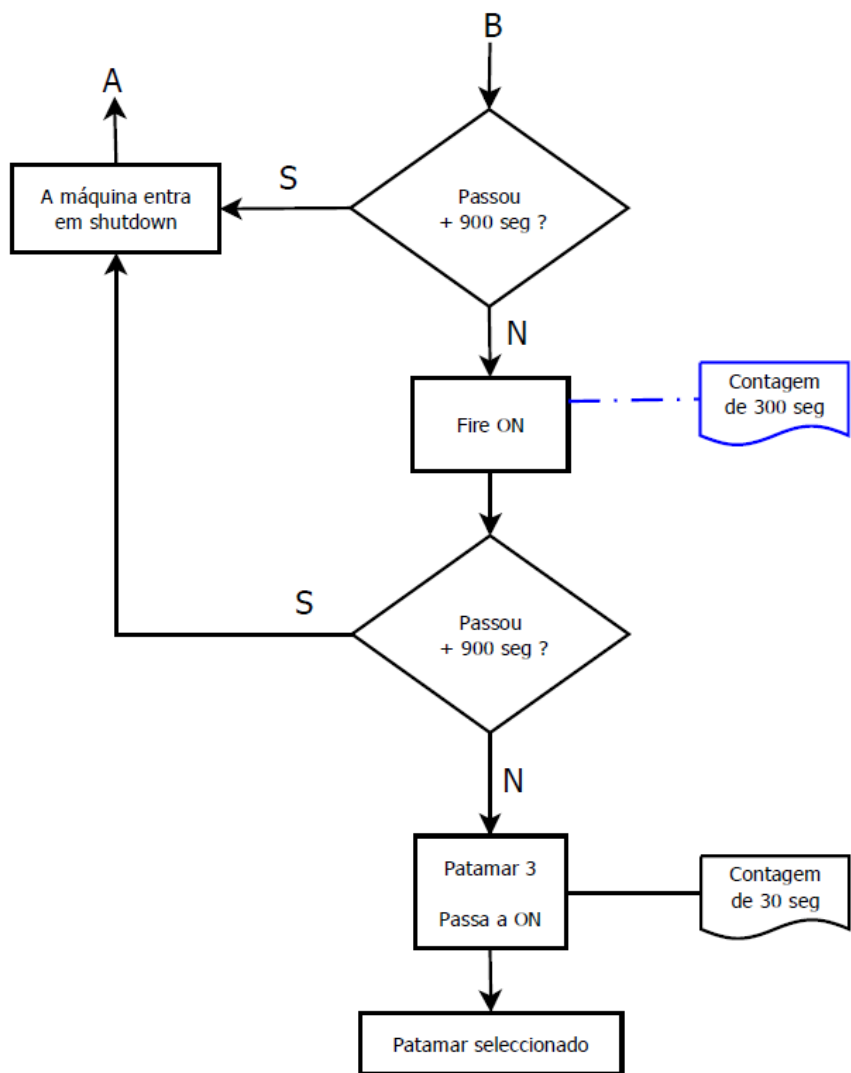 B
A
S
A máquina entra
em shutdown
Passou
+ 900 seg ?
N
Fire ON
Contagem
de 300 seg
S
Passou
+ 900 seg ?
N
Patamar 3
Passa a ON
Contagem
de 30 seg
Patamar seleccionado